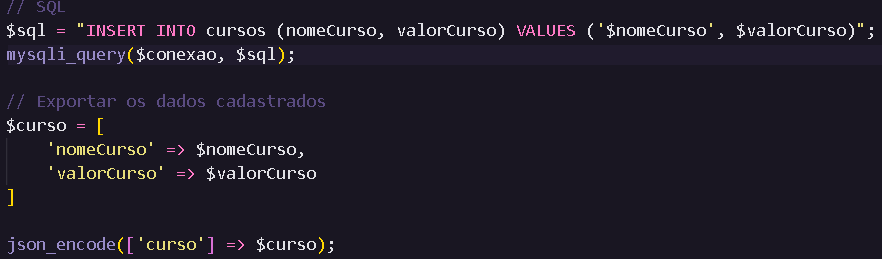 // SQL
$sql = "INSERT INTO cursos (nomeCurso, valorCurso) VALUES ('$nomeCurso', $valorCurso)";
mysqli_query($conexao, $sql);
// Exportar os dados cadastrados
$curso = [
'nomeCurso' => $nomeCurso,
'valorCurso' => $valorCurso
]
json_encode(['curso'] => $curso);